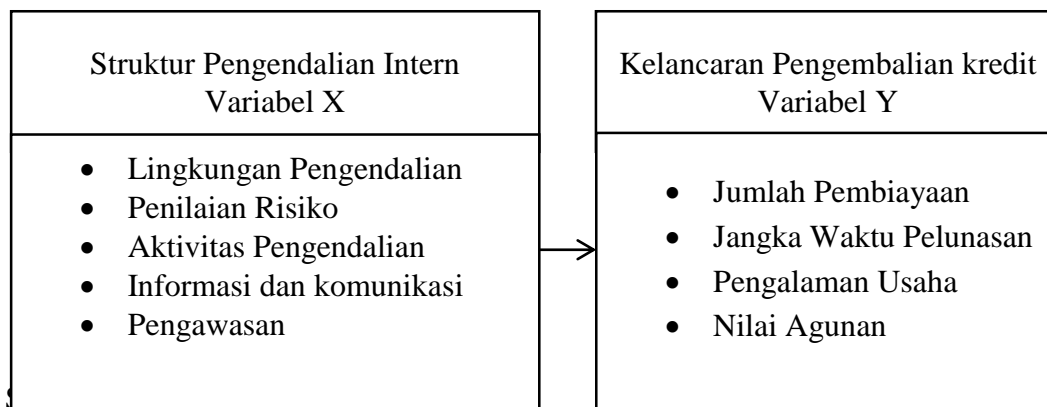 Struktur Pengendalian Intern
Variabel X
Lingkungan Pengendalian
Penilaian Risiko
Aktivitas Pengendalian
Informasi dan komunikasi
Pengawasan
Kelancaran Pengembalian kredit
Variabel Y
Jumlah Pembiayaan
Jangka Waktu Pelunasan
Pengalaman Usaha
Nilai Agunan